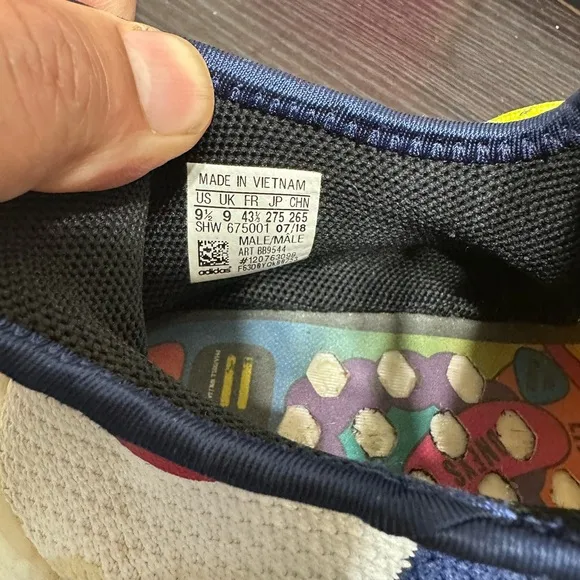 MADE IN VIETNAM
US UK FR JP CHN
9½ 9 43⅓ 275 265
SHW 675001 07/18
MALE/MALE
ART BB9544
#120763098
adidas
STING